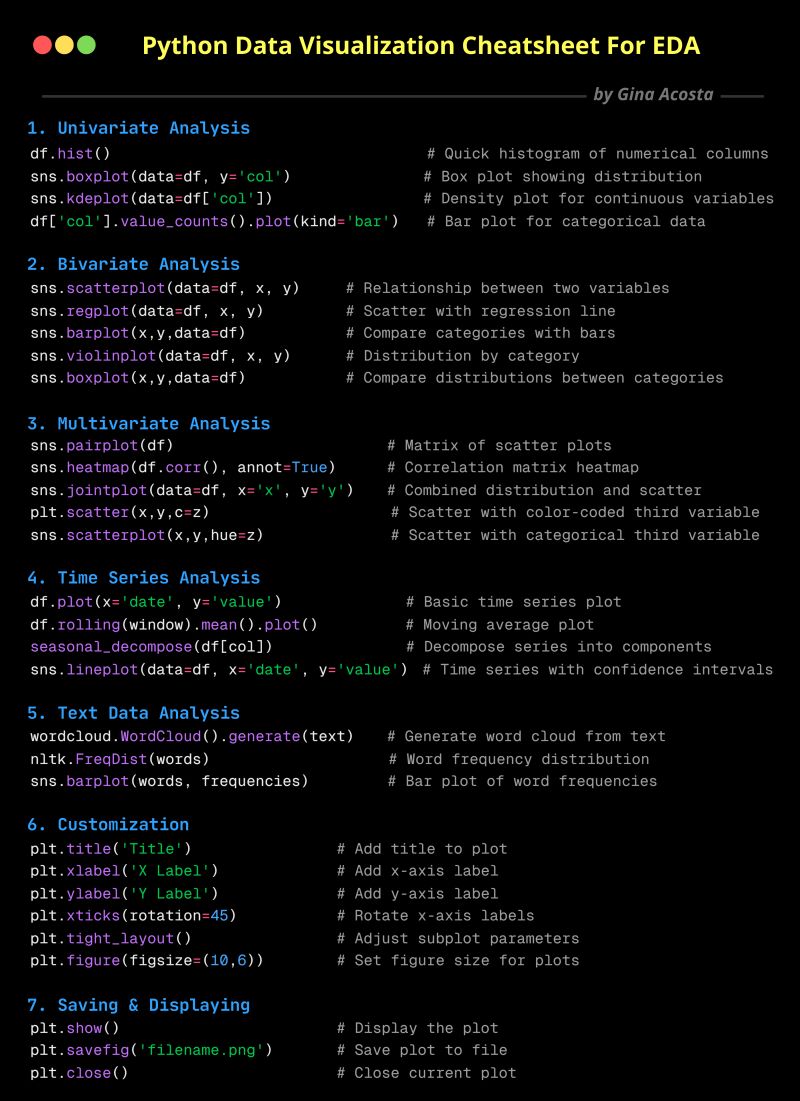 Python Data Visualization Cheatsheet For EDA
by Gina Acosta
1. Univariate Analysis
df.hist() # Quick histogram of numerical columns
sns.boxplot(data=df, y='col') # Box plot showing distribution
sns.kdeplot(data=df['col']) # Density plot for continuous variables
df['col'].value_counts().plot(kind='bar') # Bar plot for categorical data
2. Bivariate Analysis
sns.scatterplot(data=df, x, y) # Relationship between two variables
sns.regplot(data=df, x, y) # Scatter with regression line
sns.barplot(x,y,data=df) # Compare categories with bars
sns.violinplot(data=df, x, y) # Distribution by category
sns.boxplot(x,y,data=df) # Compare distributions between categories
3. Multivariate Analysis
sns.pairplot(df) # Matrix of scatter plots
sns.heatmap(df.corr(), annot=True) # Correlation matrix heatmap
sns.jointplot(data=df, x='x', y='y') # Combined distribution and scatter
plt.scatter(x,y,c=z) # Scatter with color-coded third variable
sns.scatterplot(x,y,hue=z) # Scatter with categorical third variable
4. Time Series Analysis
df.plot(x='date', y='value') # Basic time series plot
df.rolling(window).mean().plot() # Moving average plot
seasonal_decompose(df[col]) # Decompose series into components
sns.lineplot(data=df, x='date', y='value') # Time series with confidence intervals
5. Text Data Analysis
wordcloud.WordCloud().generate(text) # Generate word cloud from text
nltk.FreqDist(words) # Word frequency distribution
sns.barplot(words, frequencies) # Bar plot of word frequencies
6. Customization
plt.title('Title') # Add title to plot
plt.xlabel('X Label') # Add x-axis label
plt.ylabel('Y Label') # Add y-axis label
plt.xticks(rotation=45) # Rotate x-axis labels
plt.tight_layout() # Adjust subplot parameters
plt.figure(figsize=(10,6)) # Set figure size for plots
7. Saving & Displaying
plt.show() # Display the plot
plt.savefig('filename.png') # Save plot to file
plt.close() # Close current plot